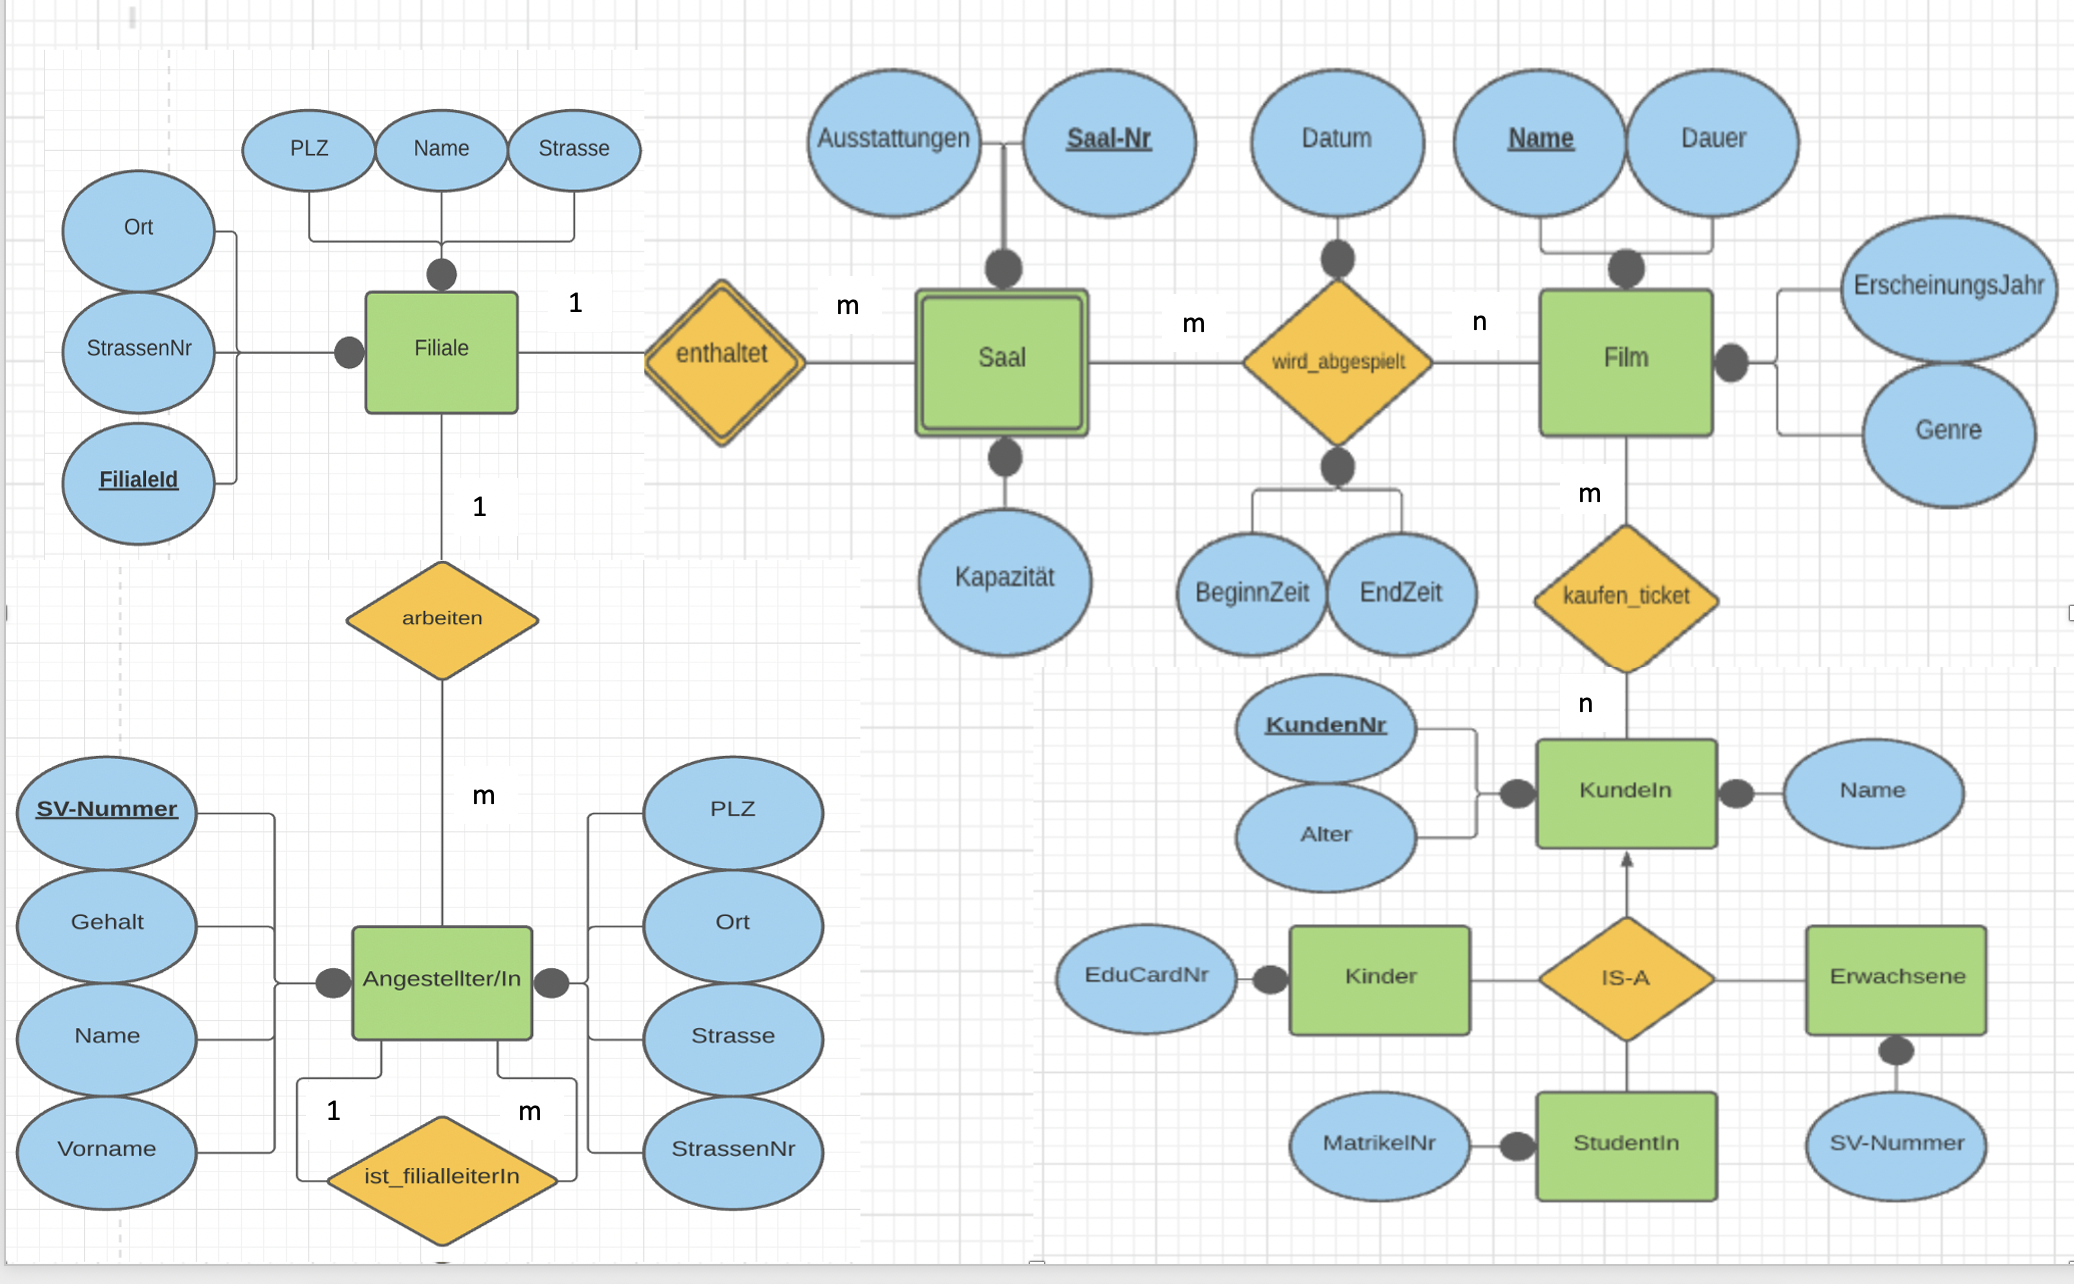 PLZ
Name
Strasse
Ort
StrassenNr
FilialeId
Filiale
1
1
enthaltet
m
Ausstattungen
Saal-Nr
Saal
Kapazität
m
Datum
wird_abgespielt
BeginnZeit
EndZeit
n
Name
Dauer
Film
ErscheinungsJahr
Genre
m
kaufen_ticket
n
arbeiten
m
SV-Nummer
Gehalt
Name
Vorname
Angestellter/In
PLZ
Ort
Strasse
StrassenNr
1
m
ist_filialleiterIn
KundenNr
Alter
KundeIn
Name
EduCardNr
Kinder
IS-A
Erwachsene
MatrikelNr
StudentIn
SV-Nummer